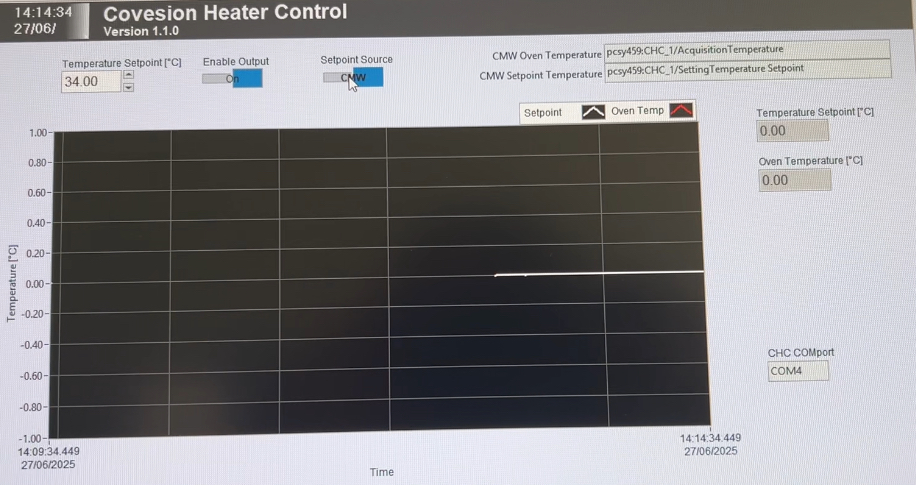 14:14:34
27/06/
Covesion Heater Control
Version 1.1.0
Temperature Setpoint [°C]
34.00
Enable Output
On
Setpoint Source
CMW
CMW Oven Temperature
pcsy459:CHC_1/AcquisitionTemperature
CMW Setpoint Temperature
pcsy459:CHC_1/SettingTemperature Setpoint
Setpoint
Oven Temp
Temperature Setpoint [°C]
0.00
Oven Temperature [°C]
0.00
Temperature [°C]
1.00
0.80
0.60
0.40
0.20
0.00
-0.20
-0.40
-0.60
-0.80
-1.00
14:09:34.449
27/06/2025
14:14:34.449
27/06/2025
Time
CHC COMport
COM4